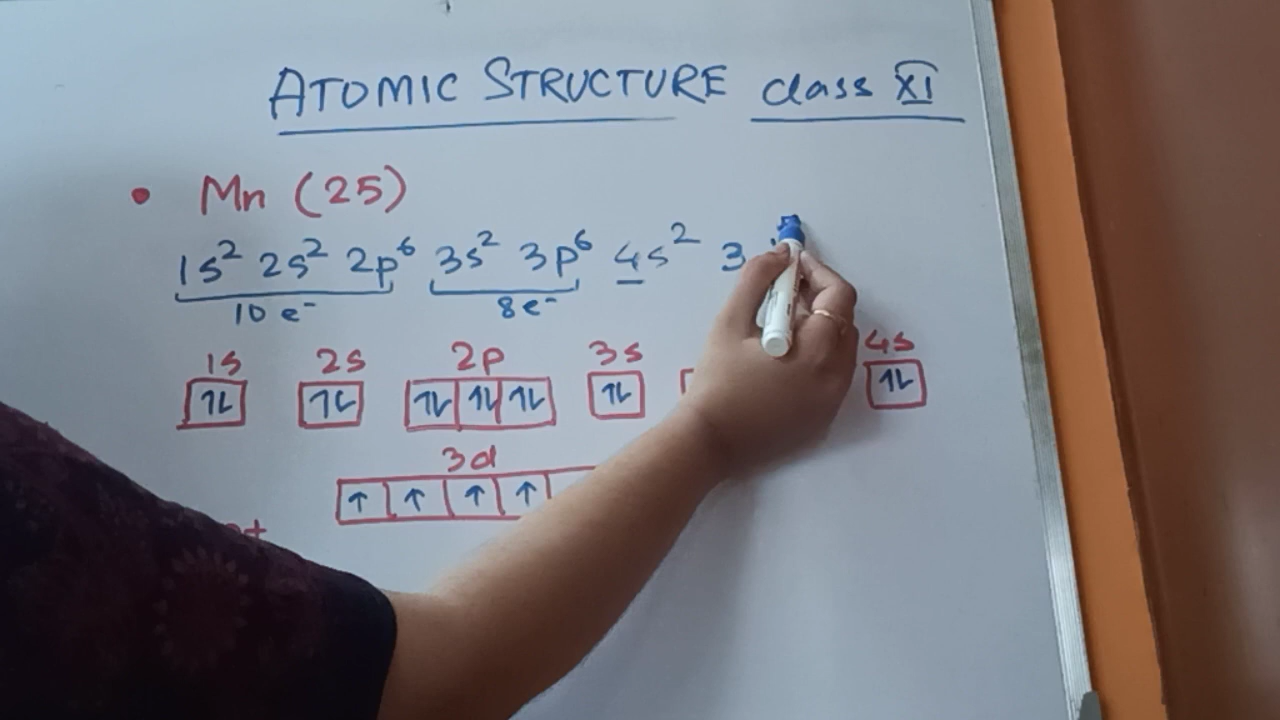 ATOMIC STRUCTURE class XI
• Mn (25)
1s² 2s² 2p⁶ 3s² 3p⁶ 4s² 3
10 e⁻ 8e⁻
1s 2s 2p 3s 4s
↑↓ ↑↓ ↑↓ ↑↓ ↑↓ ↑↓ ↑↓
3d
↑ ↑ ↑ ↑